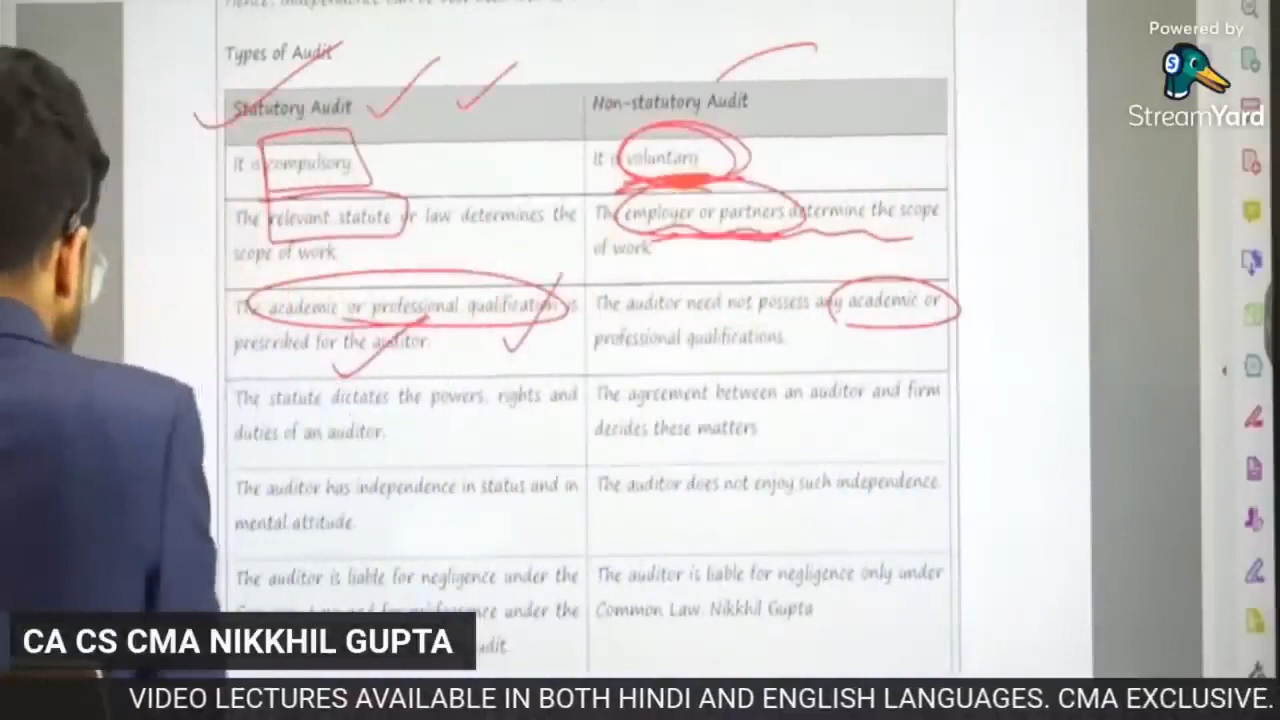 Powered by
StreamYard
Types of Audit
Statutory Audit
Non-statutory Audit
It is compulsory
It is voluntary
The relevant statute or law determines the
scope of work
The employer or partners determine the scope
of work
The academic or professional qualification is
prescribed for the auditor.
The auditor need not possess any academic or
professional qualifications.
The statute dictates the powers, rights and
duties of an auditor.
The agreement between an auditor and firm
decides these matters
The auditor has independence in status and in
mental attitude.
The auditor does not enjoy such independence.
The auditor is liable for negligence under the
under the
The auditor is liable for negligence only under
Common Law. Nikkhil Gupta
CA CS CMA NIKKHIL GUPTA
VIDEO LECTURES AVAILABLE IN BOTH HINDI AND ENGLISH LANGUAGES. CMA EXCLUSIVE.